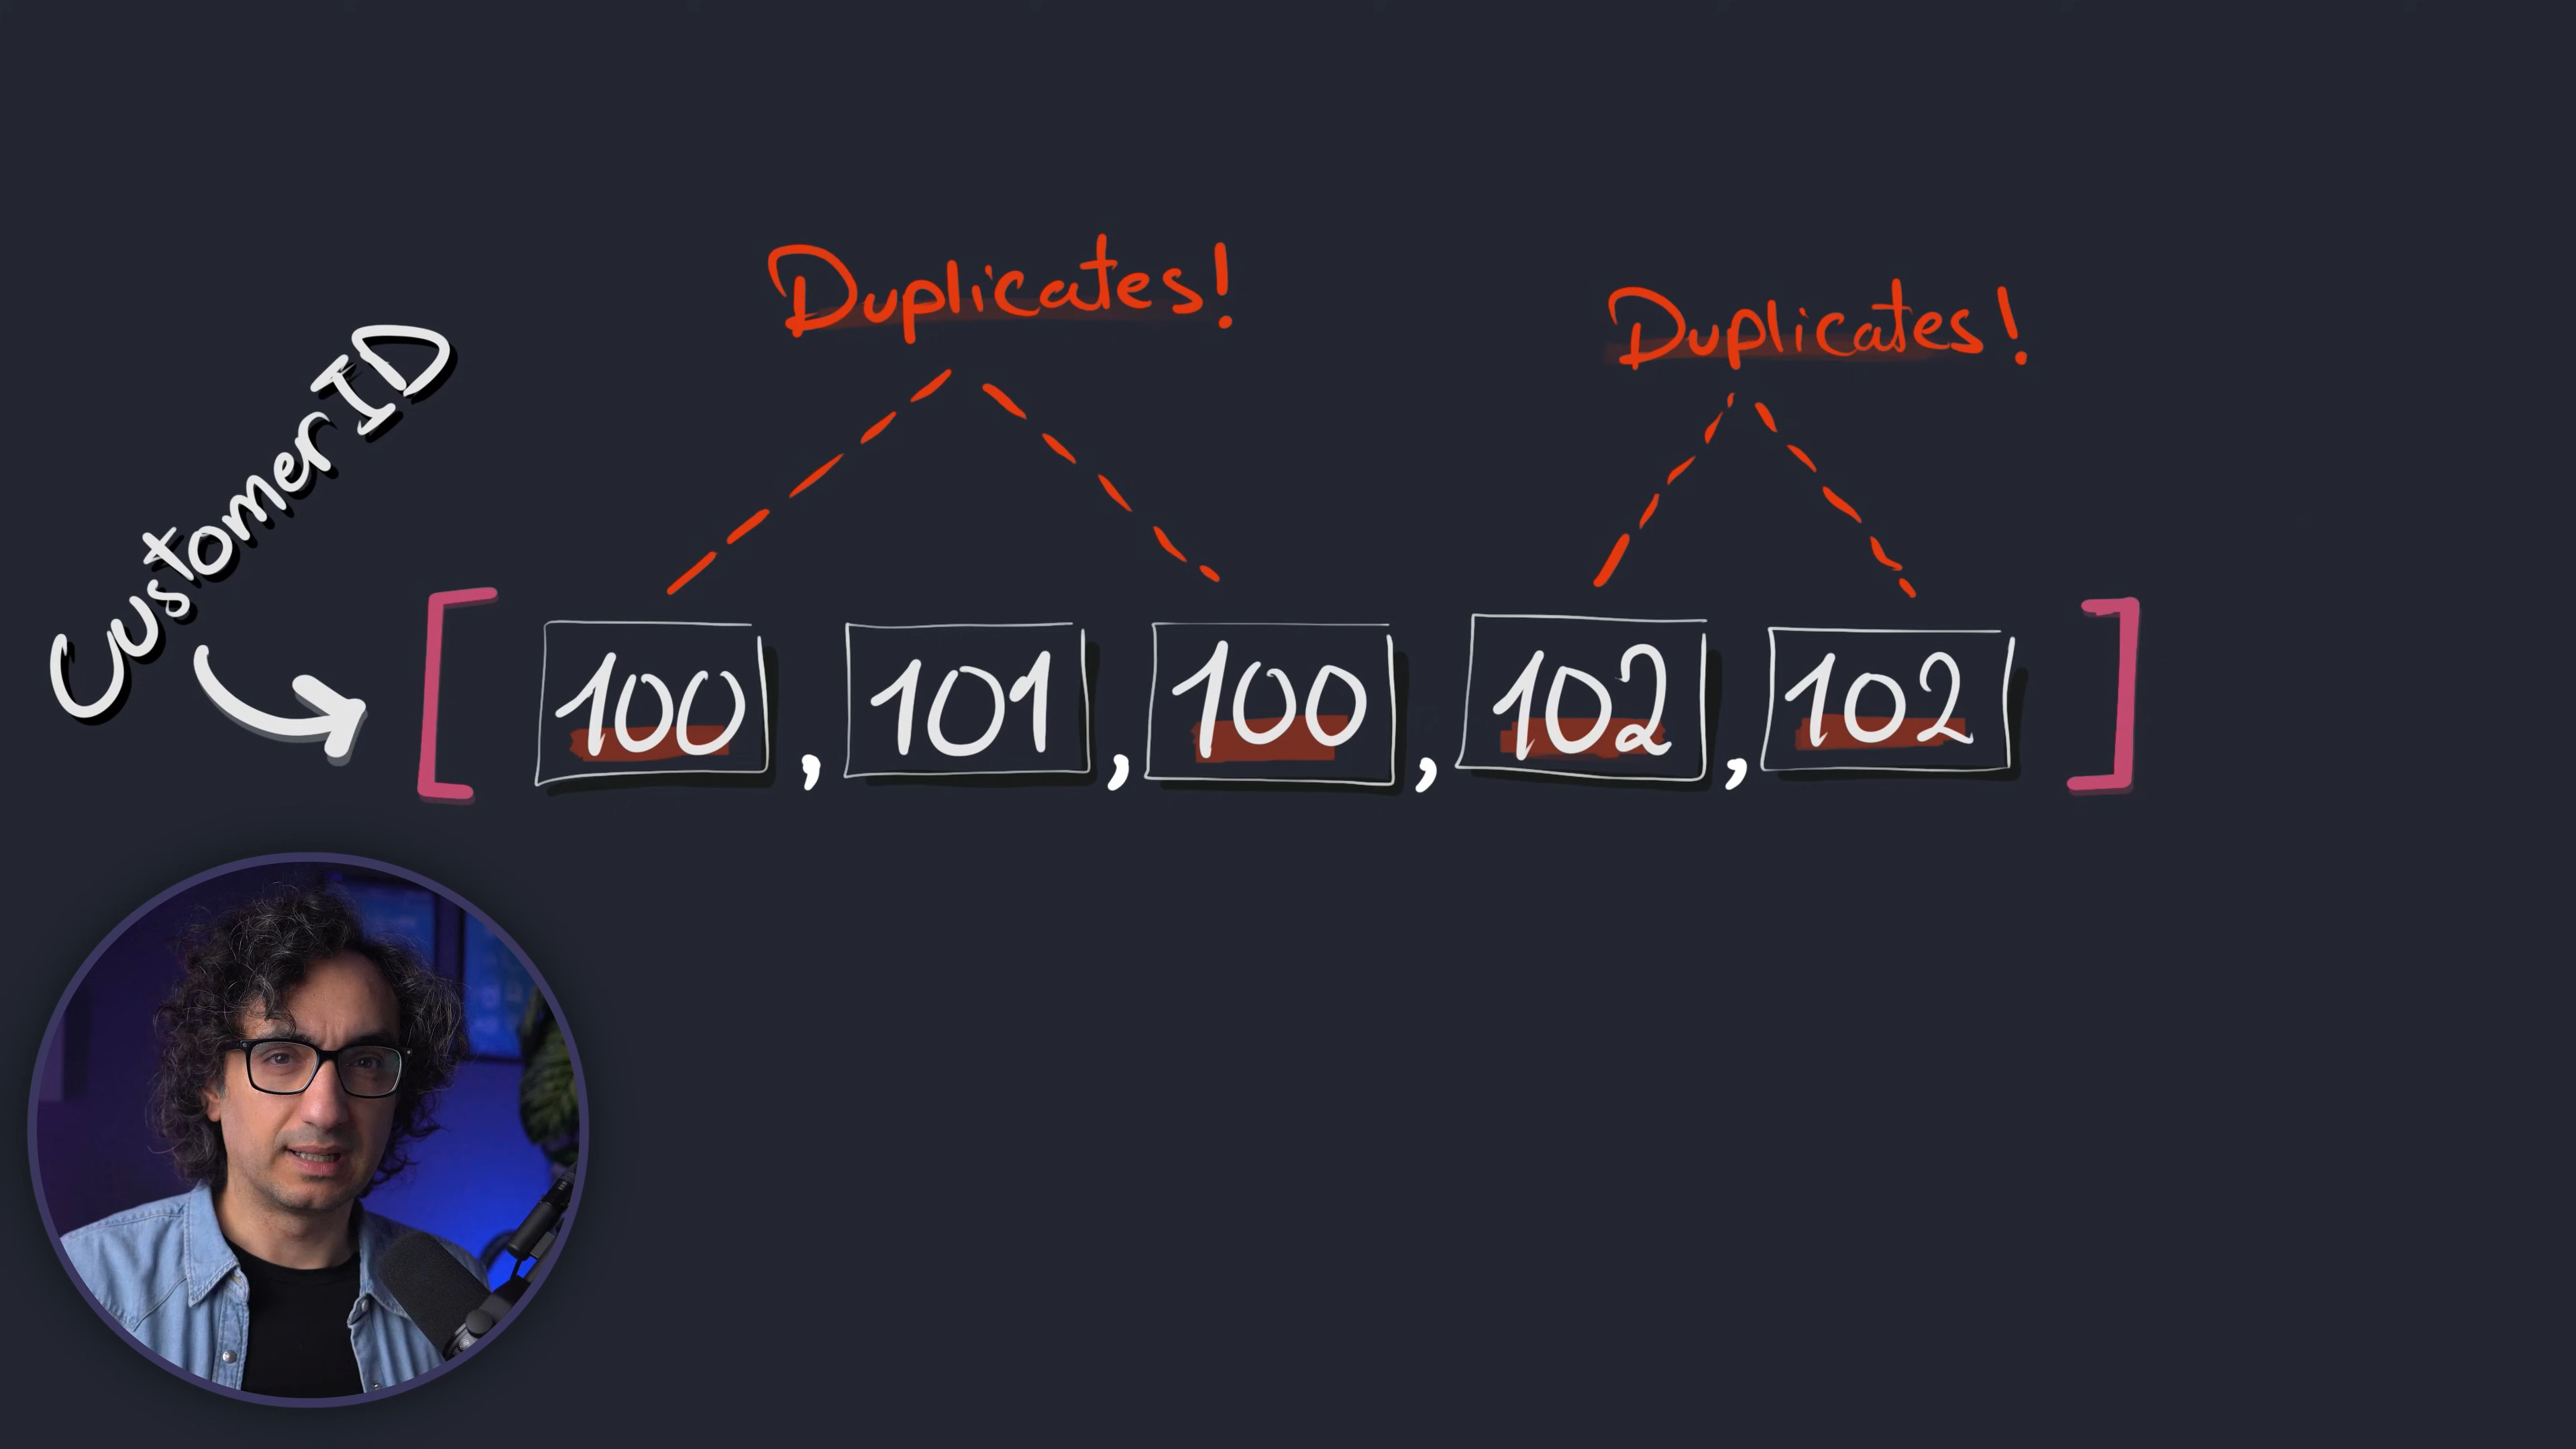 Duplicates!
Duplicates!
Customer ID
[ 100 , 101 , 100 , 102 , 102 ]